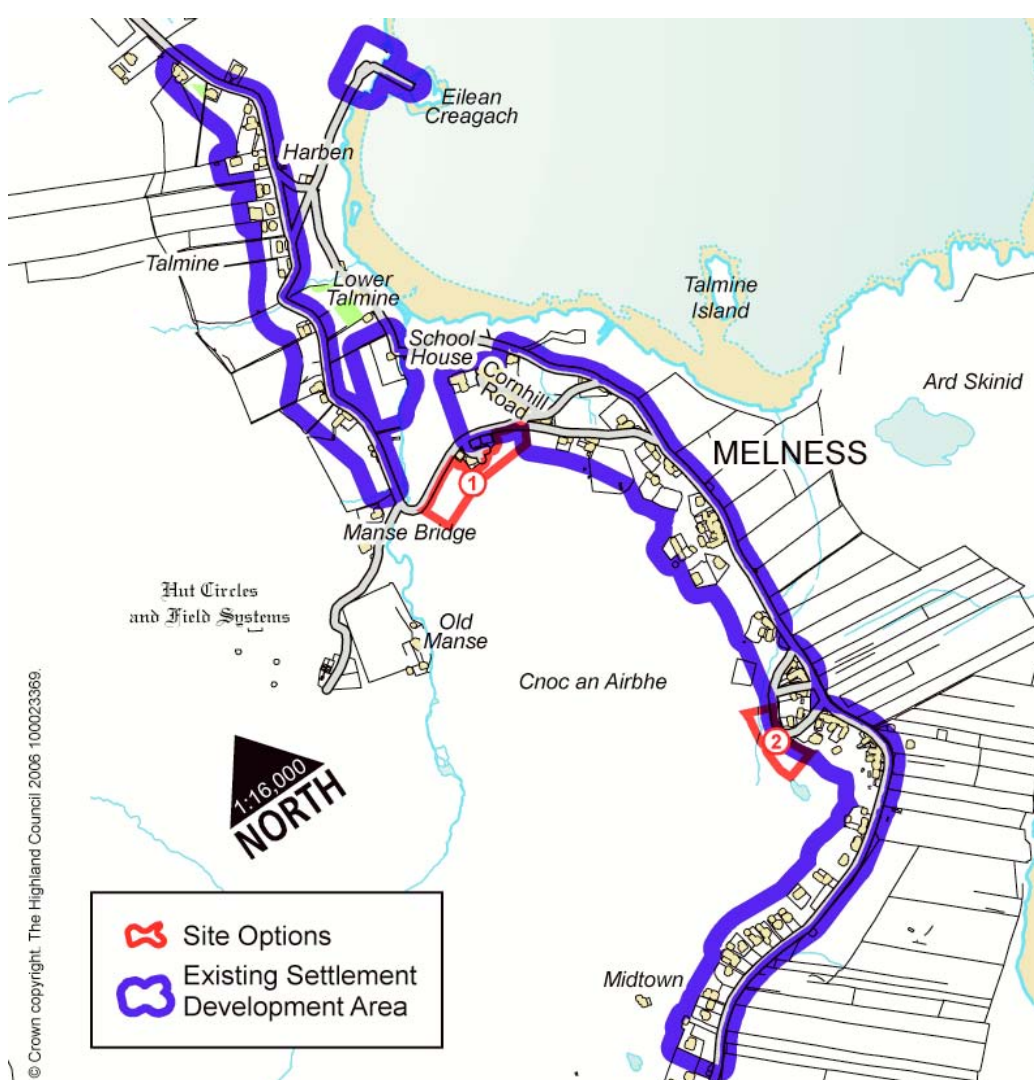 Eilean
Creagach
Harben
Talmine
Lower
Talmine
Talmine
Island
School
House
Cornhill
Road
Ard Skinid
MELNESS
1
Manse Bridge
Hut Circles
and Field Systems
Old
Manse
Cnoc an Airbhe
2
1:16,000
NORTH
Midtown
Site Options
Existing Settlement
Development Area
© Crown copyright. The Highland Council 2006 100023369.